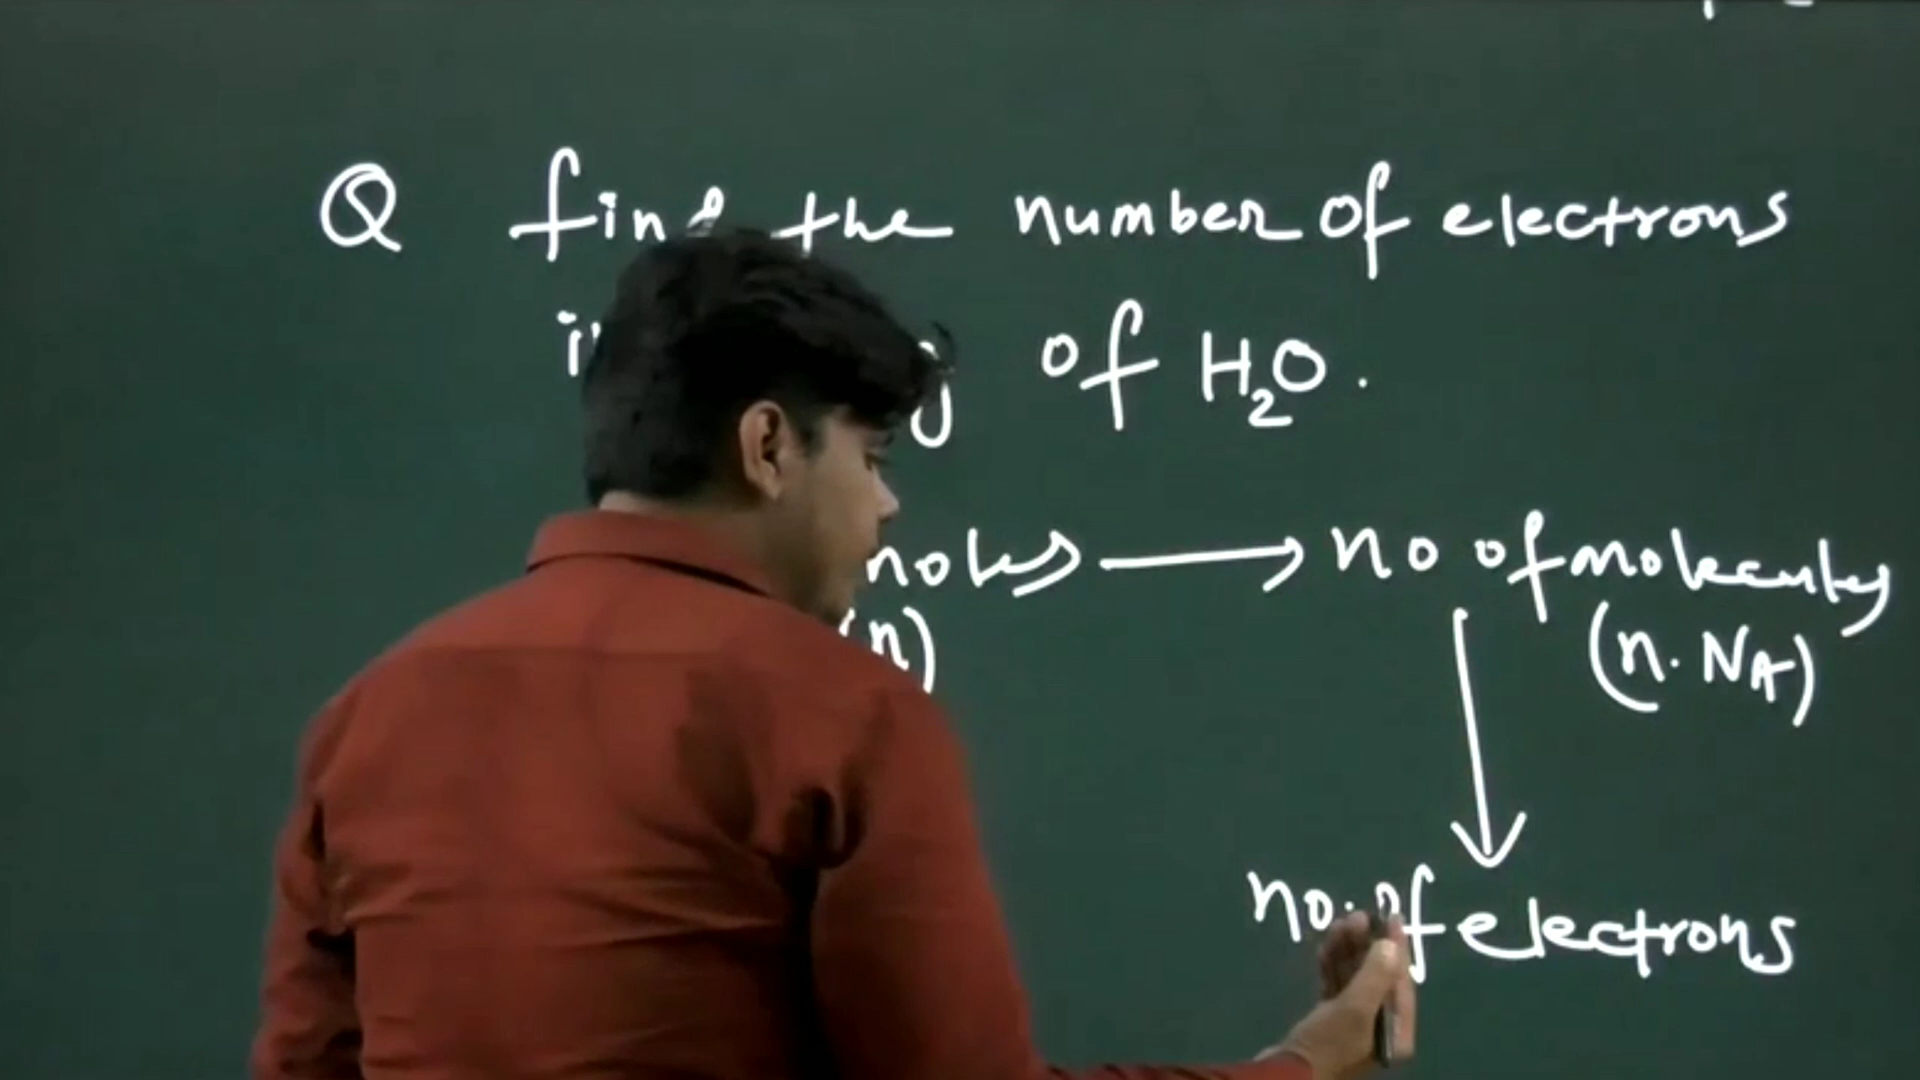 Q find the number of electrons
g of H₂O.
moles → no of molecules
(n) (n. NA)
no. of electrons